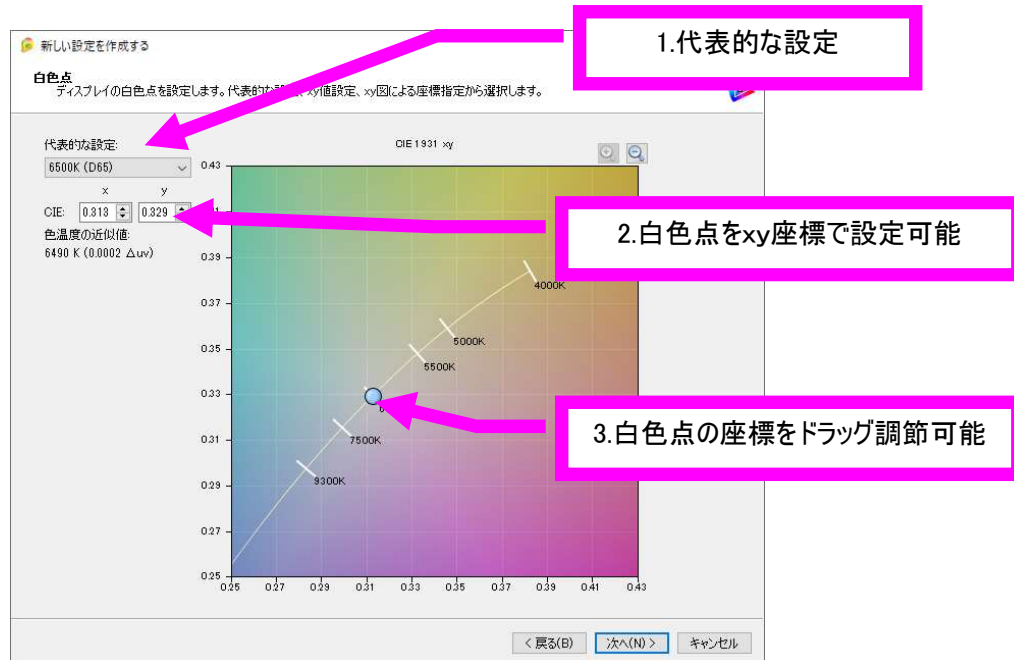 新しい設定を作成する
1.代表的な設定
白色点
ディスプレイの白色点を設定します。代表的な設定、xy値設定、xy図による座標指定から選択します。
代表的な設定:
6500K (D65)
x y
CIE: 0.313 0.329
色温度の近似値:
6490 K (0.0002 Δuv)
CIE 1931 xy
0.43
2.白色点をxy座標で設定可能
0.39
4000K
0.37
5000K
0.35
5500K
0.33
3.白色点の座標をドラッグ調節可能
0.31
7500K
9300K
0.29
0.27
0.25
0.25 0.27 0.29 0.31 0.33 0.35 0.37 0.39 0.41 0.43
< 戻る(B) 次へ(N) > キャンセル